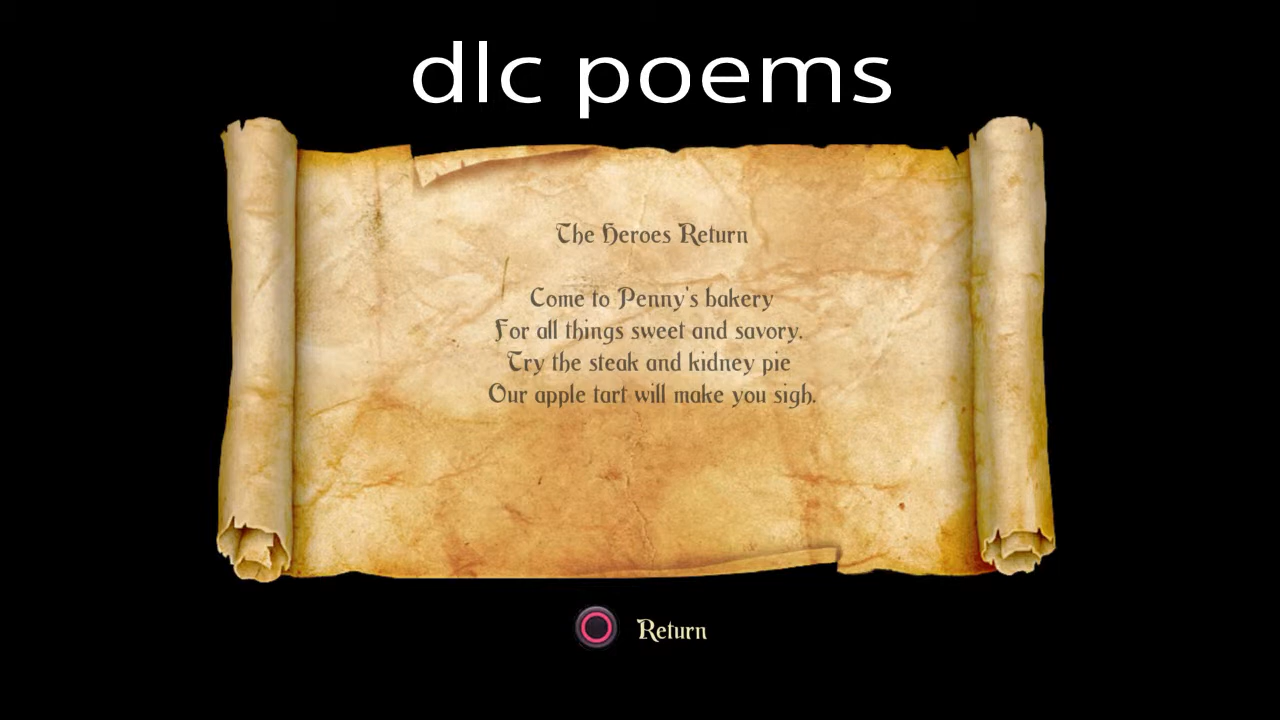 dlc poems
The Heroes Return
Come to Penny's bakery
For all things sweet and savory.
Try the steak and kidney pie
Our apple tart will make you sigh.
Return